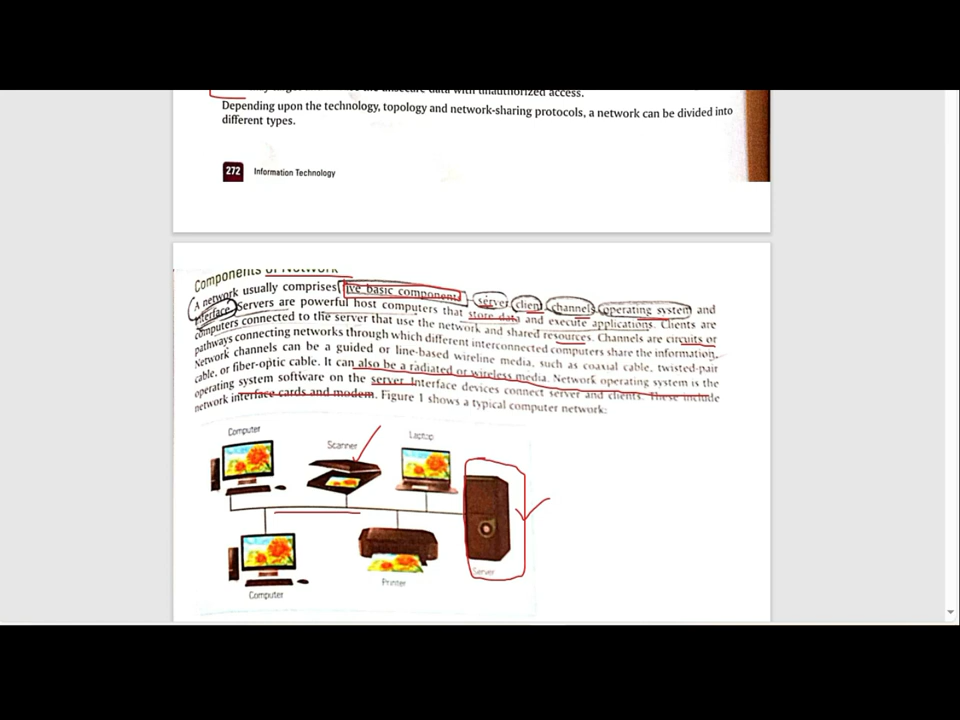 data with unauthorized access.
Depending upon the technology, topology and network-sharing protocols, a network can be divided into
different types.
272 Information Technology
Components of Network
A network usually comprises five basic components server, client, channels, operating system and
interface. Servers are powerful host computers that store data and execute applications. Clients are
computers connected to the server that use the network and shared resources. Channels are circuits or
pathways connecting networks through which different interconnected computers share the information.
Network channels can be a guided or line-based wireline media, such as coaxial cable, twisted-pair
cable, or fiber-optic cable. It can also be a radiated or wireless media. Network operating system is the
operating system software on the server. Interface devices connect server and clients. These include
network interface cards and modem. Figure 1 shows a typical computer network:
Computer
Scanner
Laptop
Server
Printer
Computer